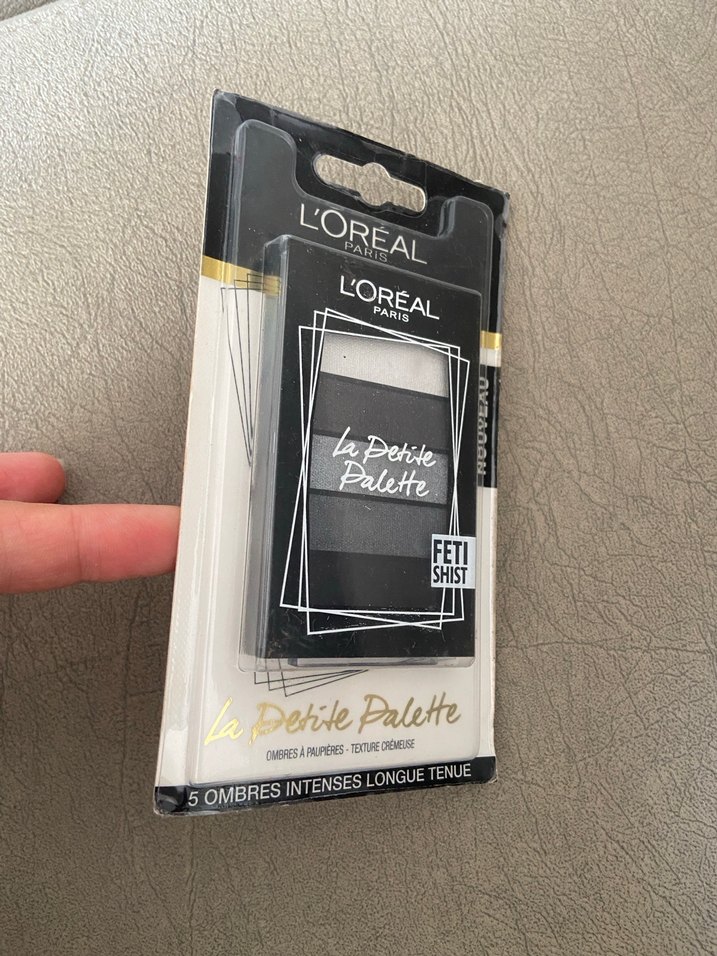 L'ORÉAL
PARIS
L'ORÉAL
PARIS
NOUVEAU
La Petite
Palette
FETI
SHIST
La Petite Palette
OMBRES À PAUPIÈRES - TEXTURE CRÉMEUSE
5 OMBRES INTENSES LONGUE TENUE